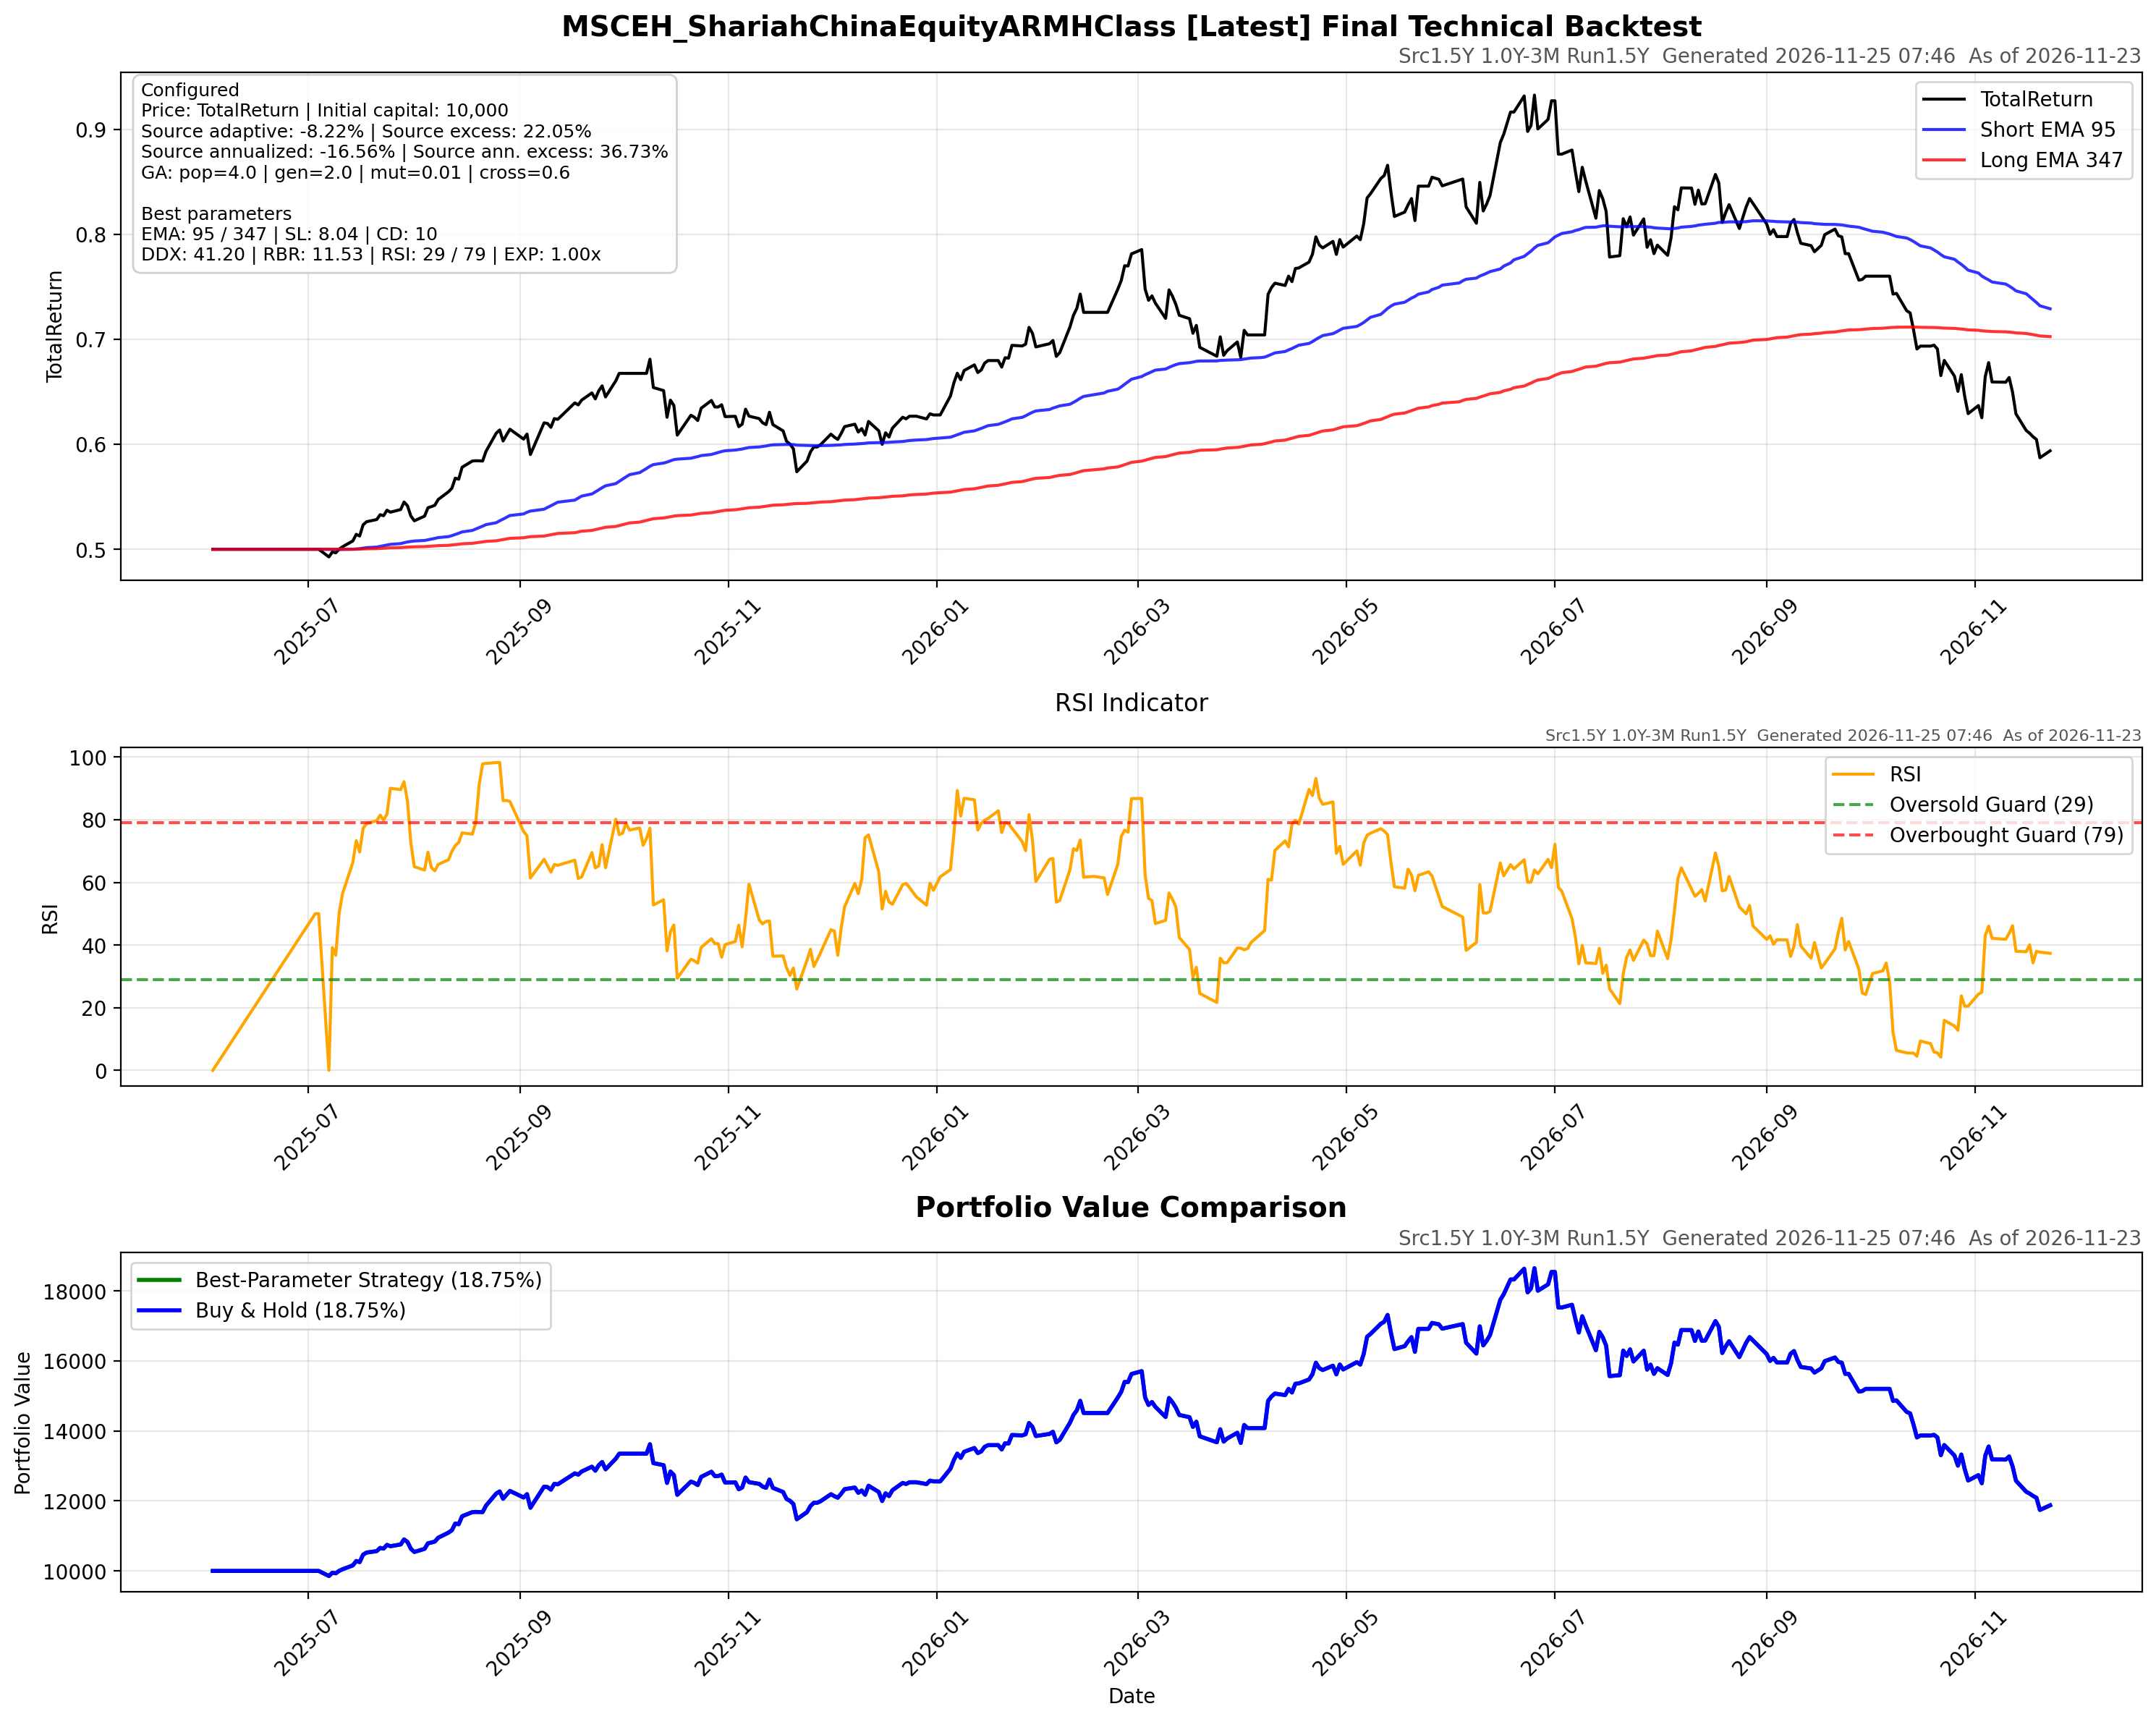 MSCEH_ShariahChinaEquityARMHClass [Latest] Final Technical Backtest
Src1.5Y 1.0Y-3M Run1.5Y  Generated 2026-11-25 07:46  As of 2026-11-23
Configured
Price: TotalReturn | Initial capital: 10,000
Source adaptive: -8.22% | Source excess: 22.05%
Source annualized: -16.56% | Source ann. excess: 36.73%
GA: pop=4.0 | gen=2.0 | mut=0.01 | cross=0.6
Best parameters
EMA: 95 / 347 | SL: 8.04 | CD: 10
DDX: 41.20 | RBR: 11.53 | RSI: 29 / 79 | EXP: 1.00x
TotalReturn
Short EMA 95
Long EMA 347
TotalReturn
0.9
0.8
0.7
0.6
0.5
2025-07
2025-09
2025-11
2026-01
2026-03
2026-05
2026-07
2026-09
2026-11
RSI Indicator
Src1.5Y 1.0Y-3M Run1.5Y  Generated 2026-11-25 07:46  As of 2026-11-23
RSI
Oversold Guard (29)
Overbought Guard (79)
RSI
100
80
60
40
20
0
2025-07
2025-09
2025-11
2026-01
2026-03
2026-05
2026-07
2026-09
2026-11
Portfolio Value Comparison
Src1.5Y 1.0Y-3M Run1.5Y  Generated 2026-11-25 07:46  As of 2026-11-23
Best-Parameter Strategy (18.75%)
Buy & Hold (18.75%)
Portfolio Value
18000
16000
14000
12000
10000
2025-07
2025-09
2025-11
2026-01
2026-03
2026-05
2026-07
2026-09
2026-11
Date